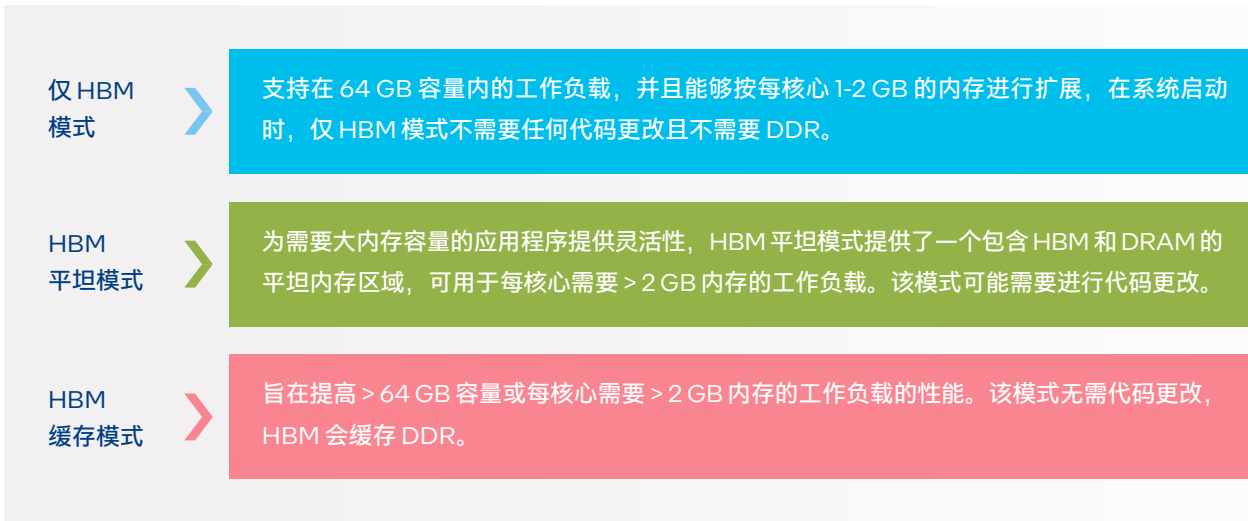 仅 HBM
模式
支持在 64 GB 容量内的工作负载，并且能够按每核心 1-2 GB 的内存进行扩展，在系统启动
时，仅 HBM 模式不需要任何代码更改且不需要 DDR。
HBM
平坦模式
为需要大内存容量的应用程序提供灵活性，HBM 平坦模式提供了一个包含 HBM 和 DRAM 的
平坦内存区域，可用于每核心需要 > 2 GB 内存的工作负载。该模式可能需要进行代码更改。
HBM
缓存模式
旨在提高 > 64 GB 容量或每核心需要 > 2 GB 内存的工作负载的性能。该模式无需代码更改，
HBM 会缓存 DDR。